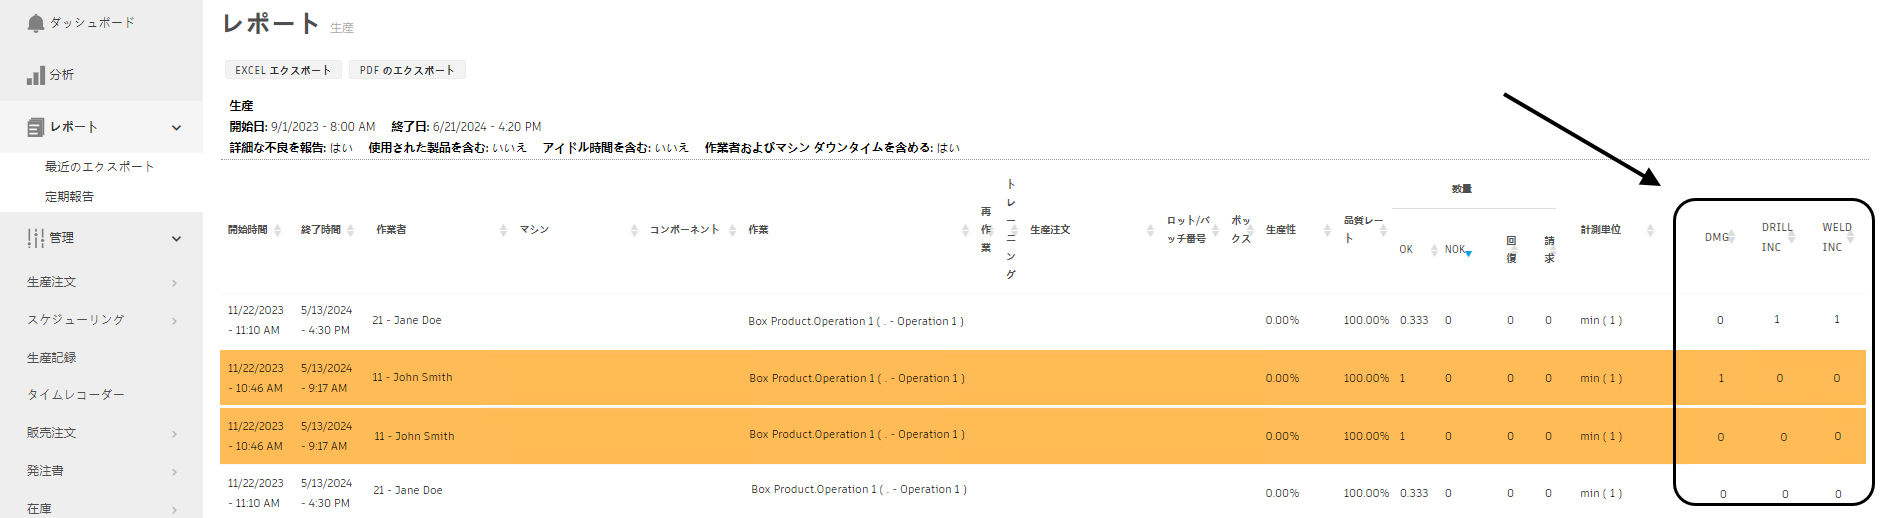 ダッシュボード
分析
レポート
最近のエクスポート
定期報告
管理
生産注文
スケジューリング
生産記録
タイムレコーダー
販売注文
発注書
在庫
レポート 生産
EXCEL エクスポート PDF のエクスポート
生産
開始日: 9/1/2023 - 8:00 AM 終了日: 6/21/2024 - 4:20 PM
詳細な不良を報告: はい 使用された製品を含む: いいえ アイドル時間を含む: いいえ 作業者およびマシン ダウンタイムを含める: はい
開始時間 終了時間 作業者 マシン コンポーネント 作業 再作業 トレーニング 生産注文 ロット/バッチ番号 ボックス 生産性 品質レート 数量 OK NOK 回復 請求 計測単位 DMG DRILL INC WELD INC
11/22/2023 - 11:10 AM 5/13/2024 - 4:30 PM 21 - Jane Doe Box Product.Operation 1 ( . - Operation 1 ) 0.00% 100.00% 0.333 0 0 0 min ( 1 ) 0 1 1
11/22/2023 - 10:46 AM 5/13/2024 - 9:17 AM 11 - John Smith Box Product.Operation 1 ( . - Operation 1 ) 0.00% 100.00% 1 0 0 0 min ( 1 ) 1 0 0
11/22/2023 - 10:46 AM 5/13/2024 - 9:17 AM 11 - John Smith Box Product.Operation 1 ( . - Operation 1 ) 0.00% 100.00% 1 0 0 0 min ( 1 ) 0 0 0
11/22/2023 - 11:10 AM 5/13/2024 - 4:30 PM 21 - Jane Doe Box Product.Operation 1 ( . - Operation 1 ) 0.00% 100.00% 0.333 0 0 0 min ( 1 ) 0 0 0